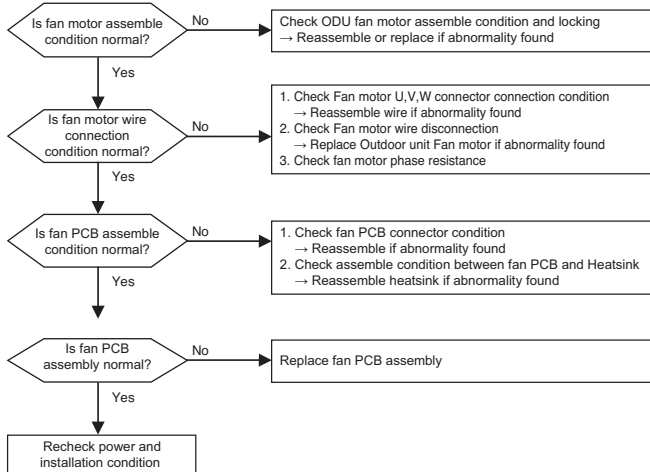 Is fan motor assemble
condition normal?
No
Check ODU fan motor assemble condition and locking
→ Reassemble or replace if abnormality found
Yes
Is fan motor wire
connection
condition normal?
No
1. Check Fan motor U,V,W connector connection condition
→ Reassemble wire if abnormality found
2. Check Fan motor wire disconnection
→ Replace Outdoor unit Fan motor if abnormality found
3. Check fan motor phase resistance
Yes
Is fan PCB assemble
condition normal?
No
1. Check fan PCB connector condition
→ Reassemble if abnormality found
2. Check assemble condition between fan PCB and Heatsink
→ Reassemble heatsink if abnormality found
Yes
Is fan PCB
assembly normal?
No
Replace fan PCB assembly
Yes
Recheck power and
installation condition